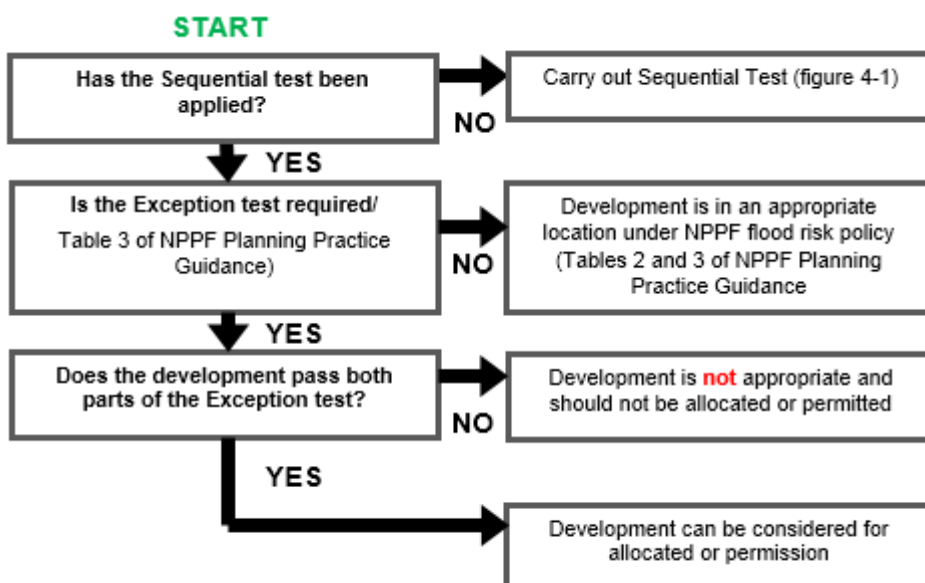 START
Has the Sequential test been
applied?
NO
Carry out Sequential Test (figure 4-1)
YES
Is the Exception test required/
Table 3 of NPPF Planning Practice
Guidance)
NO
Development is in an appropriate
location under NPPF flood risk policy
(Tables 2 and 3 of NPPF Planning
Practice Guidance
YES
Does the development pass both
parts of the Exception test?
NO
Development is not appropriate and
should not be allocated or permitted
YES
Development can be considered for
allocated or permission